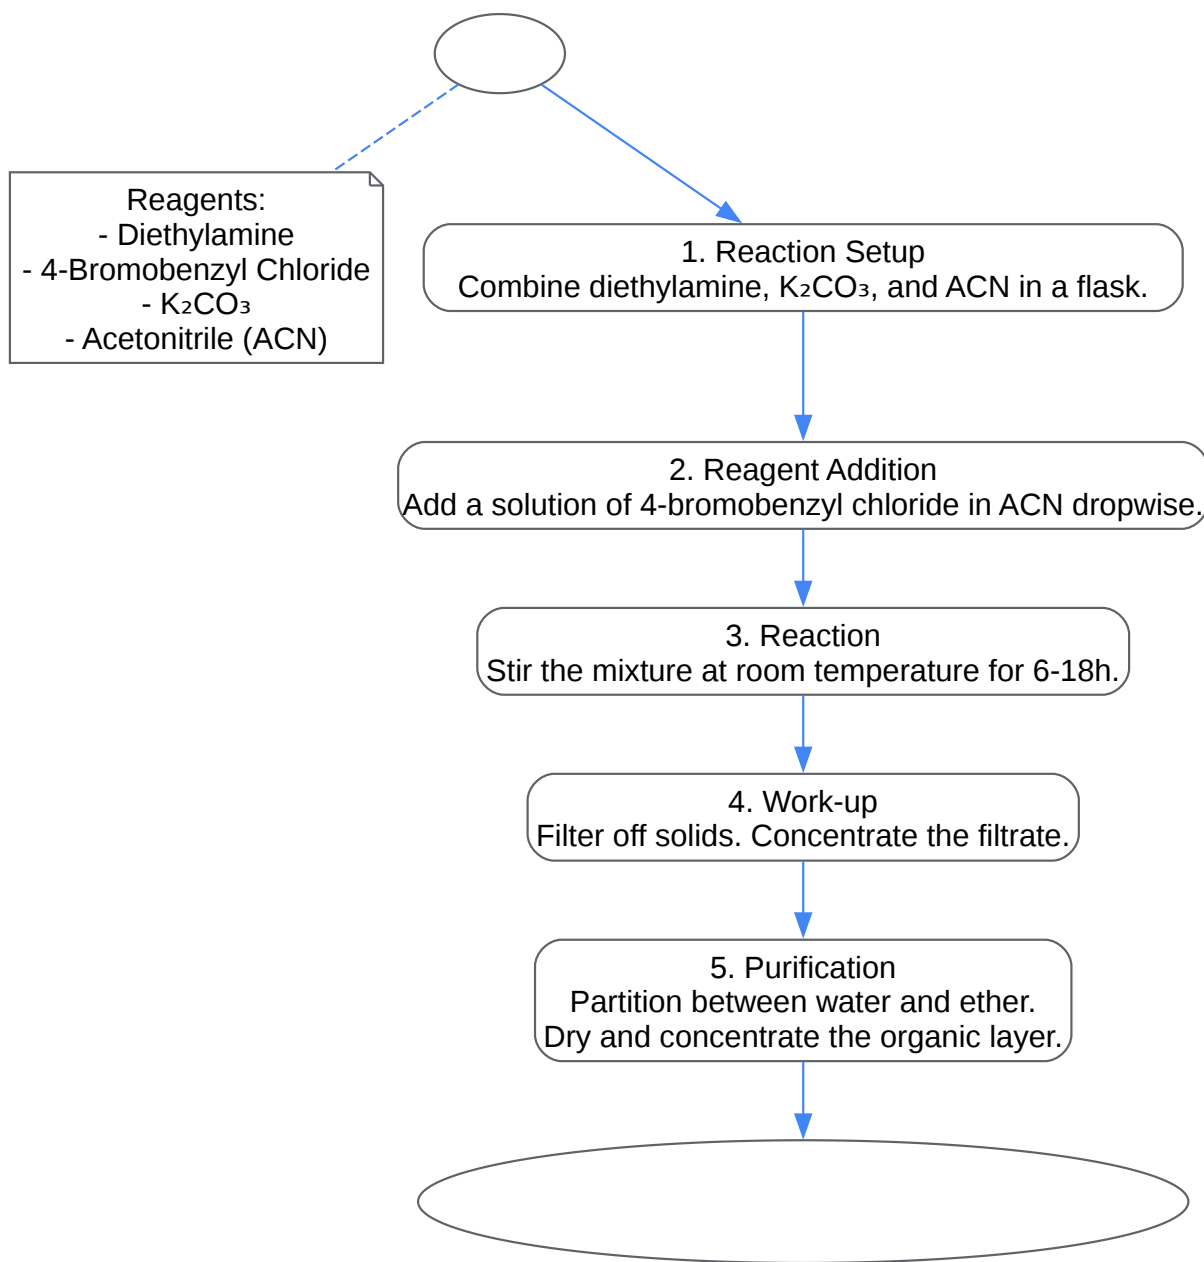 Reagents:
- Diethylamine
- 4-Bromobenzyl Chloride
- K₂CO₃
- Acetonitrile (ACN)
1. Reaction Setup
Combine diethylamine, K₂CO₃, and ACN in a flask.
2. Reagent Addition
Add a solution of 4-bromobenzyl chloride in ACN dropwise.
3. Reaction
Stir the mixture at room temperature for 6-18h.
4. Work-up
Filter off solids. Concentrate the filtrate.
5. Purification
Partition between water and ether.
Dry and concentrate the organic layer.